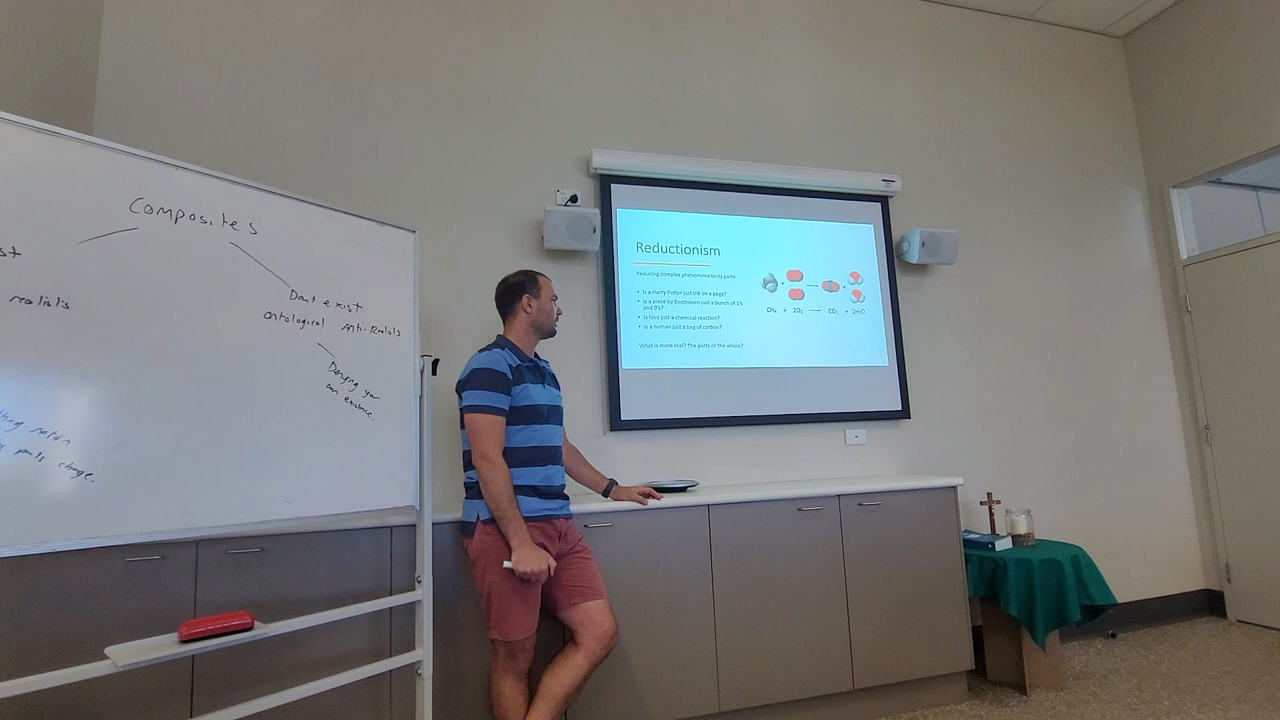 Composites
st
realists
Dont exist
ontological Anti-Realists
Denying your
own existence.
parts change.
Reductionism
Reducing complex phenomena to its parts
• Is a Harry Potter just ink on a page?
• Is a piece by Beethoven just a bunch of 1's
and 0's?
• Is love just a chemical reaction?
• Is a human just a bag of carbon?
What is more real? The parts or the whole?
CH₄ + 2O₂ → CO₂ + 2H₂O